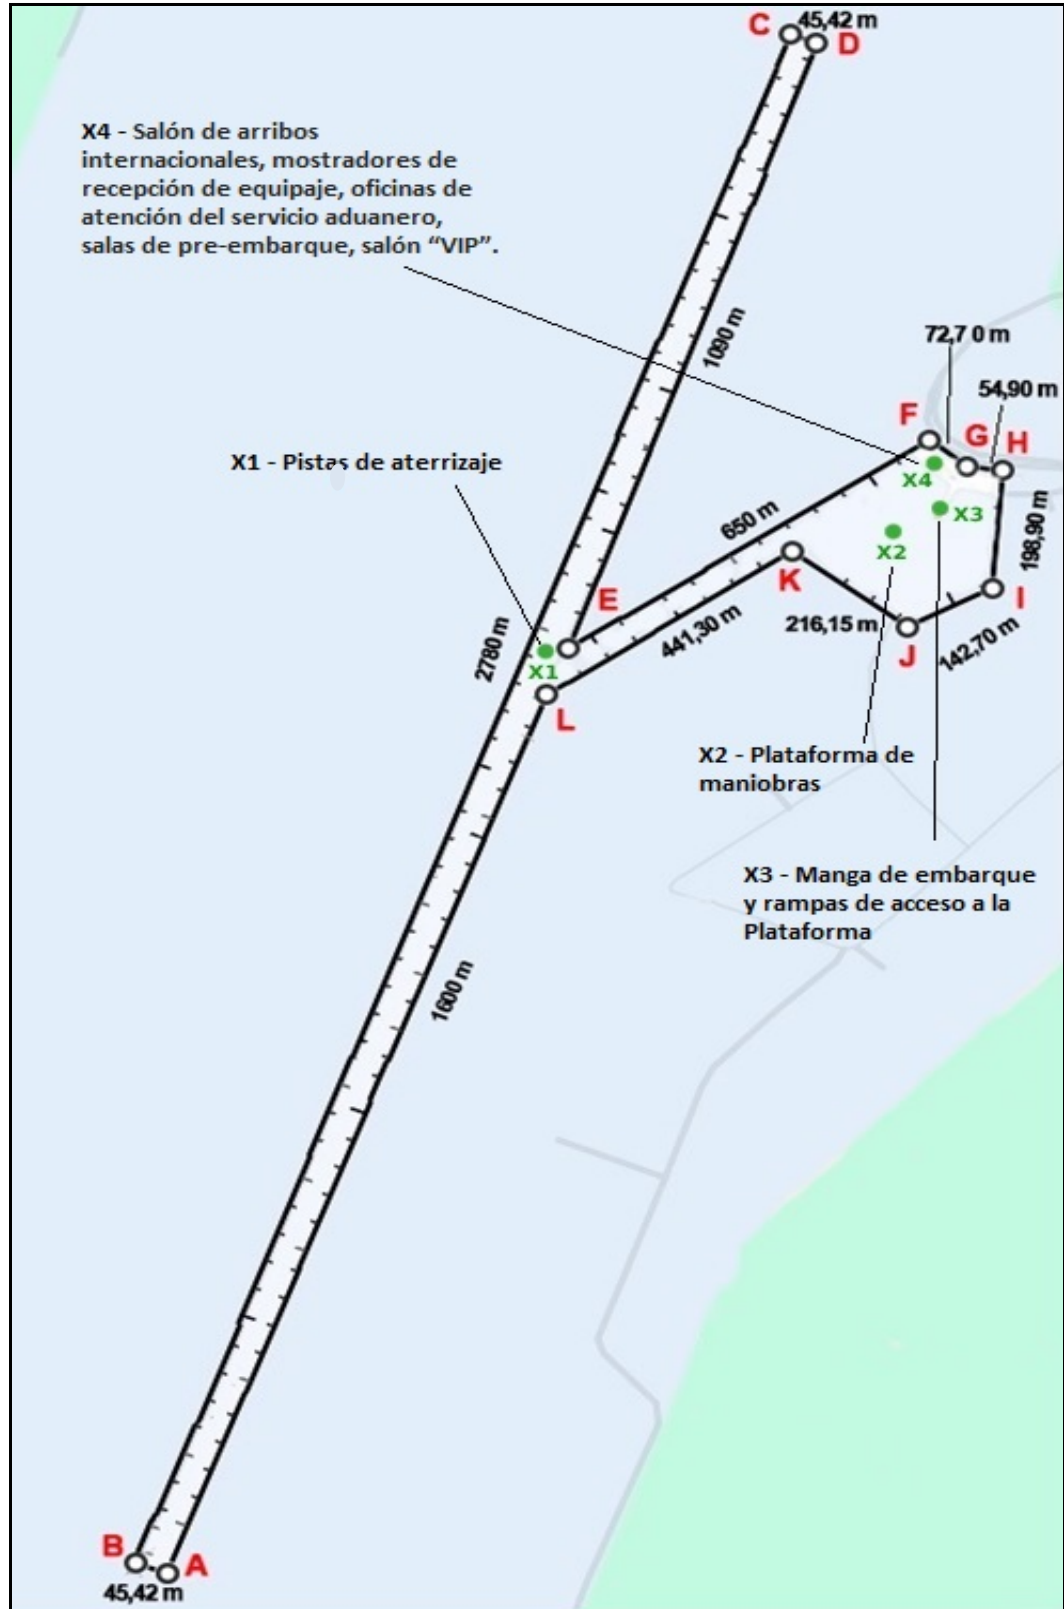 C
45,42 m
D
X4 - Salón de arribos
internacionales, mostradores de
recepción de equipaje, oficinas de
atención del servicio aduanero,
salas de pre-embarque, salón “VIP”.
1090 m
72,7 0 m
54,90 m
F
G
H
X4
X3
X1 - Pistas de aterrizaje
650 m
198,90 m
X2
K
E
I
2780 m
441,30 m
216,15 m
J
142,70 m
X1
L
X2 - Plataforma de
maniobras
X3 - Manga de embarque
y rampas de acceso a la
Plataforma
1600 m
B
A
45,42 m